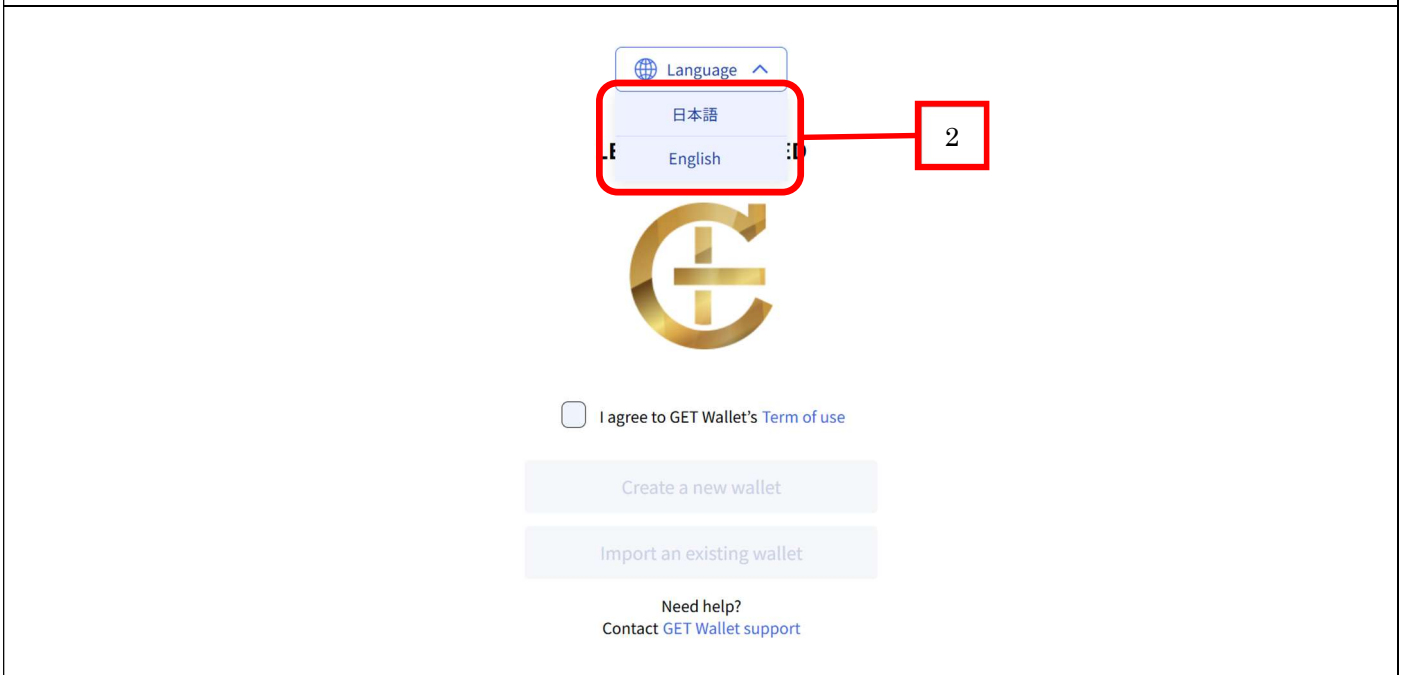 Language
日本語
English
2
I agree to GET Wallet's Term of use
Create a new wallet
Import an existing wallet
Need help?
Contact GET Wallet support